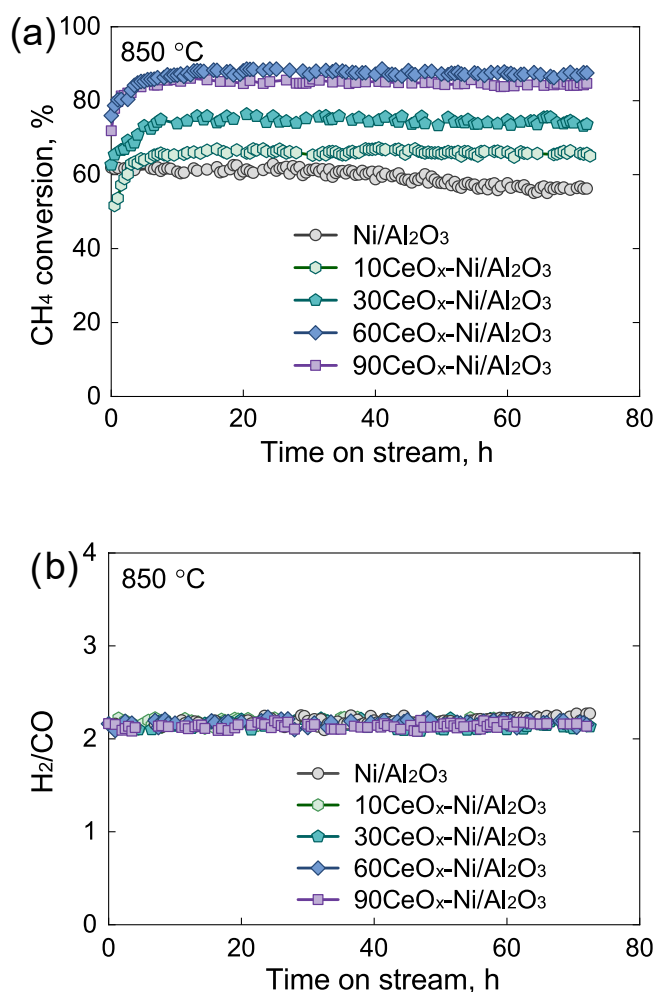 (a)
850 °C
CH₄ conversion, %
100
80
60
40
20
0
Ni/Al₂O₃
10CeOₓ-Ni/Al₂O₃
30CeOₓ-Ni/Al₂O₃
60CeOₓ-Ni/Al₂O₃
90CeOₓ-Ni/Al₂O₃
0 20 40 60 80
Time on stream, h
(b)
850 °C
H₂/CO
4
3
2
1
0
Ni/Al₂O₃
10CeOₓ-Ni/Al₂O₃
30CeOₓ-Ni/Al₂O₃
60CeOₓ-Ni/Al₂O₃
90CeOₓ-Ni/Al₂O₃
0 20 40 60 80
Time on stream, h